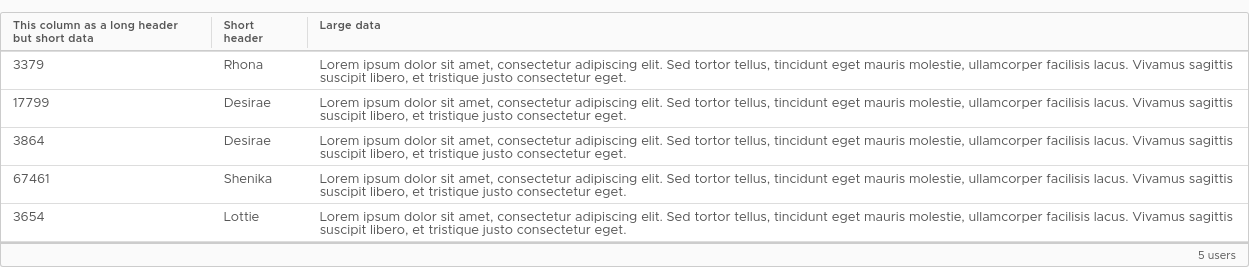 This column as a long header
but short data
Short
header
Large data
3379
Rhona
Lorem ipsum dolor sit amet, consectetur adipiscing elit. Sed tortor tellus, tincidunt eget mauris molestie, ullamcorper facilisis lacus. Vivamus sagittis
suscipit libero, et tristique justo consectetur eget.
17799
Desirae
Lorem ipsum dolor sit amet, consectetur adipiscing elit. Sed tortor tellus, tincidunt eget mauris molestie, ullamcorper facilisis lacus. Vivamus sagittis
suscipit libero, et tristique justo consectetur eget.
3864
Desirae
Lorem ipsum dolor sit amet, consectetur adipiscing elit. Sed tortor tellus, tincidunt eget mauris molestie, ullamcorper facilisis lacus. Vivamus sagittis
suscipit libero, et tristique justo consectetur eget.
67461
Shenika
Lorem ipsum dolor sit amet, consectetur adipiscing elit. Sed tortor tellus, tincidunt eget mauris molestie, ullamcorper facilisis lacus. Vivamus sagittis
suscipit libero, et tristique justo consectetur eget.
3654
Lottie
Lorem ipsum dolor sit amet, consectetur adipiscing elit. Sed tortor tellus, tincidunt eget mauris molestie, ullamcorper facilisis lacus. Vivamus sagittis
suscipit libero, et tristique justo consectetur eget.
5 users